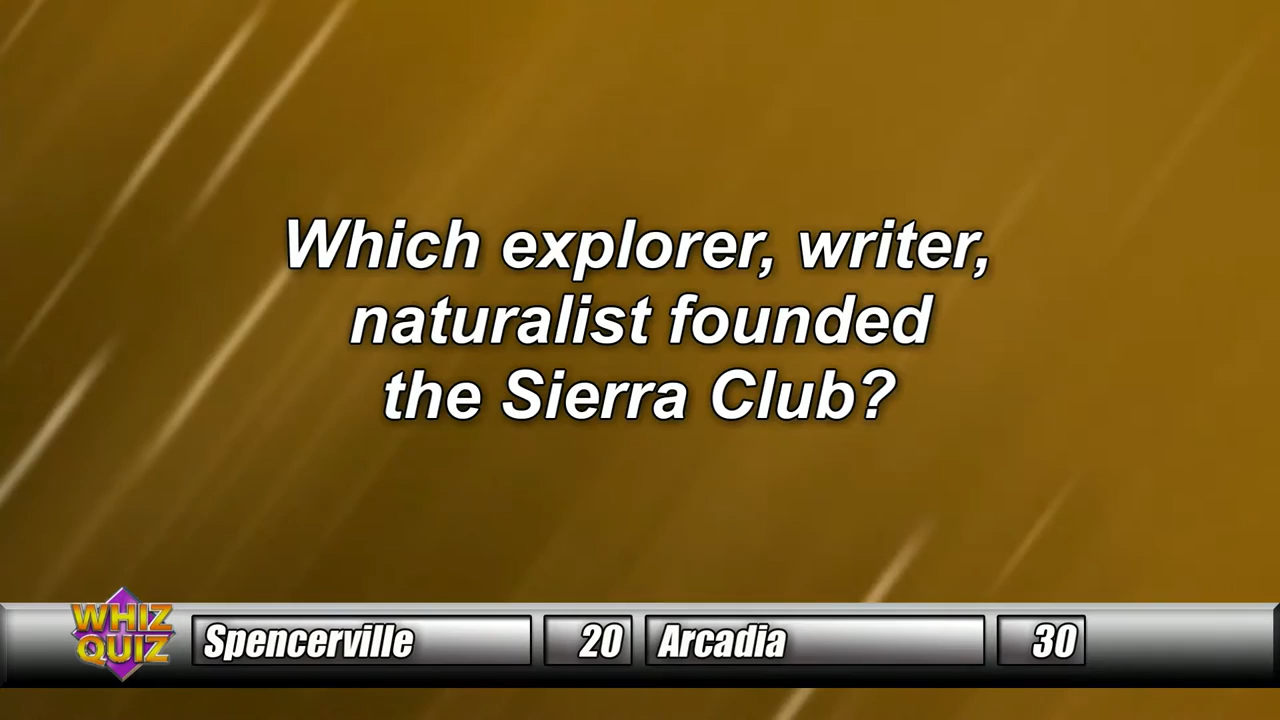 Which explorer, writer,
naturalist founded
the Sierra Club?
WHIZ
QUIZ
Spencerville 20 Arcadia 30